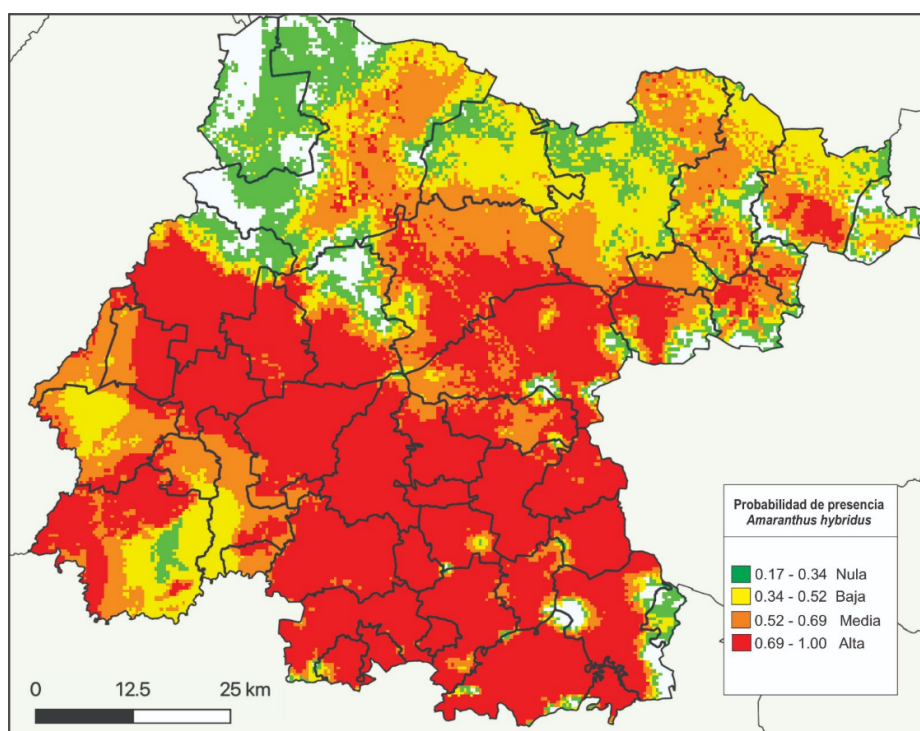 Probabilidad de presencia
Amaranthus hybridus
0.17 - 0.34 Nula
0.34 - 0.52 Baja
0.52 - 0.69 Media
0.69 - 1.00 Alta
0 12.5 25 km